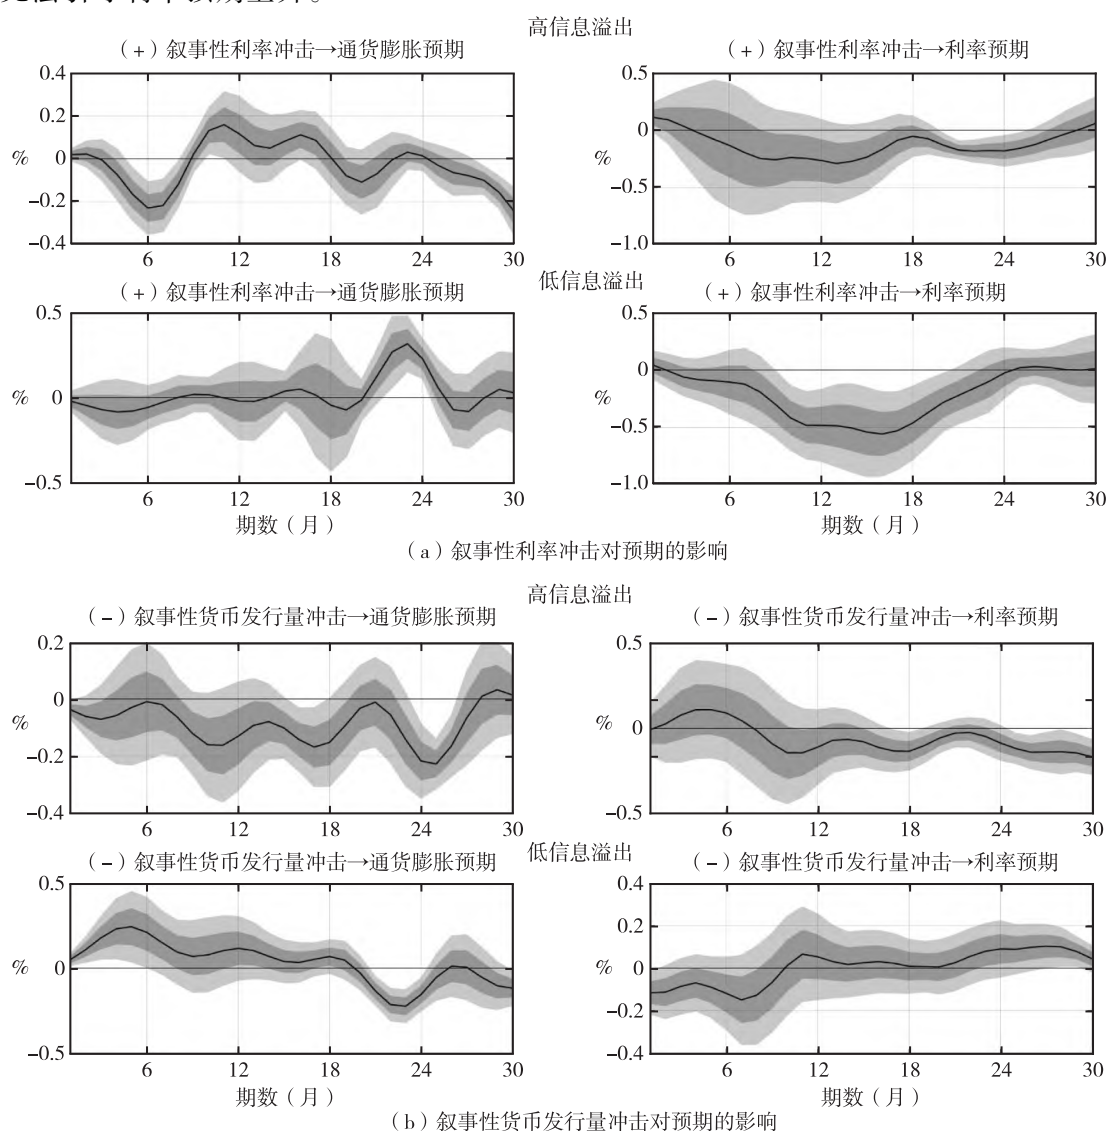 高信息溢出
（+）叙事性利率冲击→通货膨胀预期 （+）叙事性利率冲击→利率预期
0.4 0.5
0.2
0
% 0 %
-0.5
-0.2
-0.4 -1.0
6 12 18 24 30 6 12 18 24 30
低信息溢出
（+）叙事性利率冲击→通货膨胀预期 （+）叙事性利率冲击→利率预期
0.5 0.5
0
% 0 %
-0.5
-0.5 -1.0
6 12 18 24 30 6 12 18 24 30
期数（月） 期数（月）
（a）叙事性利率冲击对预期的影响
高信息溢出
（-）叙事性货币发行量冲击→通货膨胀预期 （-）叙事性货币发行量冲击→利率预期
0.2 0.5
0
% % 0
-0.2
-0.4 -0.5
6 12 18 24 30 6 12 18 24 30
低信息溢出
（-）叙事性货币发行量冲击→通货膨胀预期 （-）叙事性货币发行量冲击→利率预期
0.5 0.4
0.2
% 0 % 0
-0.2
-0.5 -0.4
6 12 18 24 30 6 12 18 24 30
期数（月） 期数（月）
（b）叙事性货币发行量冲击对预期的影响